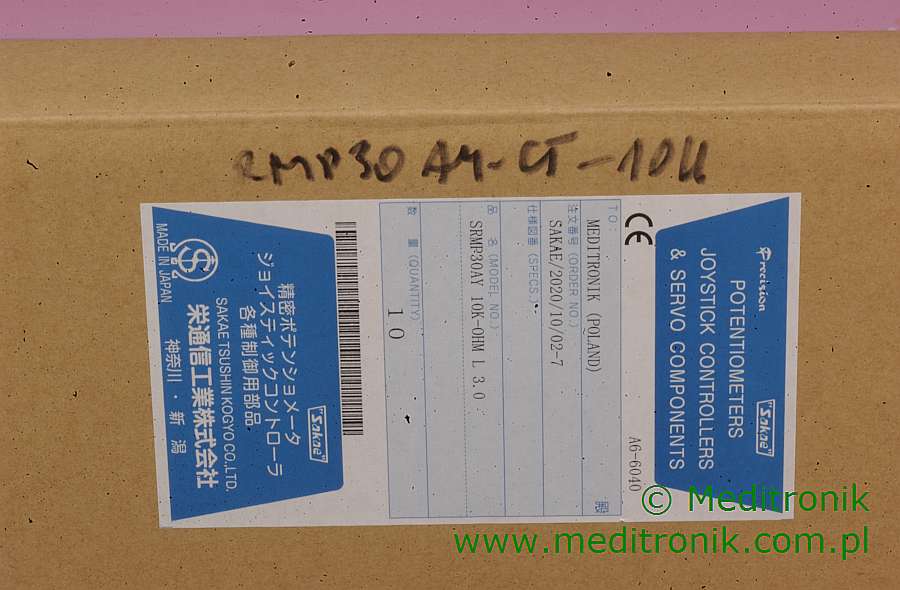 RMP30 AY-CT-10K
Precision
POTENTIOMETERS
JOYSTICK CONTROLLERS
& SERVO COMPONENTS
"Sakae"
CE
A6-6040
TO:
MEDITRONIK (POLAND)
殿
注文番号 (ORDER NO.)
SAKAE/2020/10/02-7
仕様図番 (SPECS.)
品 名 (MODEL NO.)
SRMP30AY 10K-OHM L 3.0
数 量 (QUANTITY)
10
"Sakae"
精密ポテンショメータ
ジョイスティックコントローラ
各種制御用部品
SAKAE TSUSHIN KOGYO CO.,LTD.
栄通信工業株式会社
神奈川・新潟
MADE IN JAPAN
© Meditronik
www.meditronik.com.pl